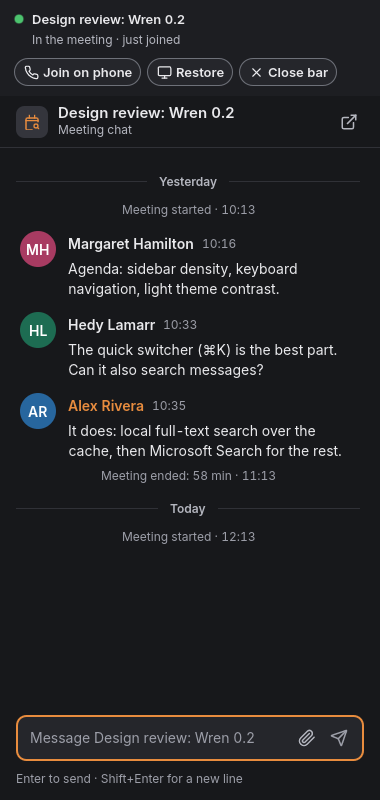 Design review: Wren 0.2
In the meeting · just joined
Join on phone
Restore
Close bar
Design review: Wren 0.2
Meeting chat
Yesterday
Meeting started · 10:13
MH
Margaret Hamilton 10:16
Agenda: sidebar density, keyboard
navigation, light theme contrast.
HL
Hedy Lamarr 10:33
The quick switcher (⌘K) is the best part.
Can it also search messages?
AR
Alex Rivera 10:35
It does: local full-text search over the
cache, then Microsoft Search for the rest.
Meeting ended: 58 min · 11:13
Today
Meeting started · 12:13
Message Design review: Wren 0.2
Enter to send · Shift+Enter for a new line